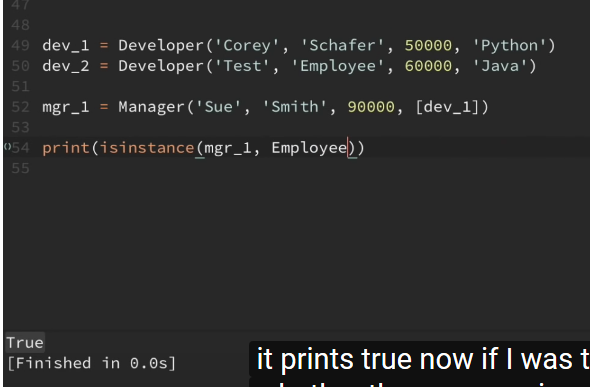 47
48
49 dev_1 = Developer('Corey', 'Schafer', 50000, 'Python')
50 dev_2 = Developer('Test', 'Employee', 60000, 'Java')
51
52 mgr_1 = Manager('Sue', 'Smith', 90000, [dev_1])
53
54 print(isinstance(mgr_1, Employee))
55
True
[Finished in 0.0s]
it prints true now if I was t